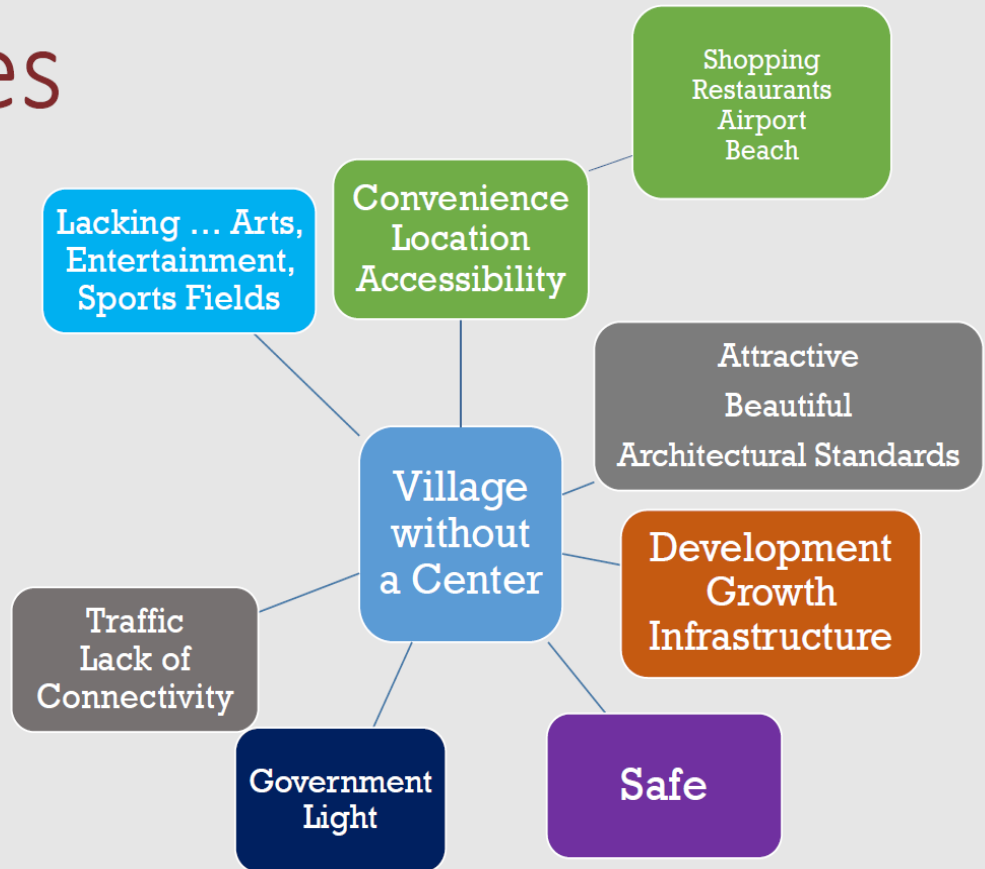 es
Shopping
Restaurants
Airport
Beach
Convenience
Location
Accessibility
Lacking ... Arts,
Entertainment,
Sports Fields
Attractive
Beautiful
Architectural Standards
Village
without
a Center
Development
Growth
Infrastructure
Traffic
Lack of
Connectivity
Government
Light
Safe